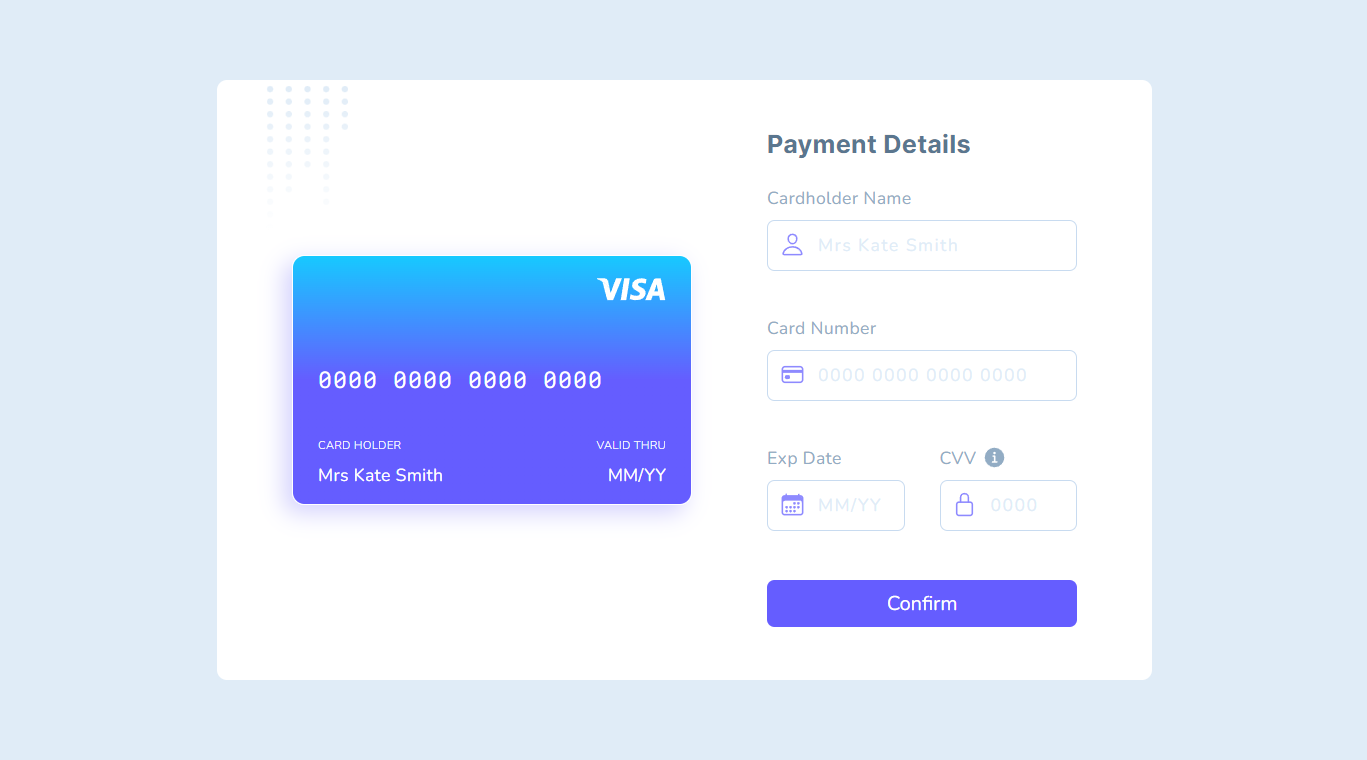 VISA
0000 0000 0000 0000
CARD HOLDER
VALID THRU
Mrs Kate Smith
MM/YY
Payment Details
Cardholder Name
Mrs Kate Smith
Card Number
0000 0000 0000 0000
Exp Date
CVV i
MM/YY
0000
Confirm